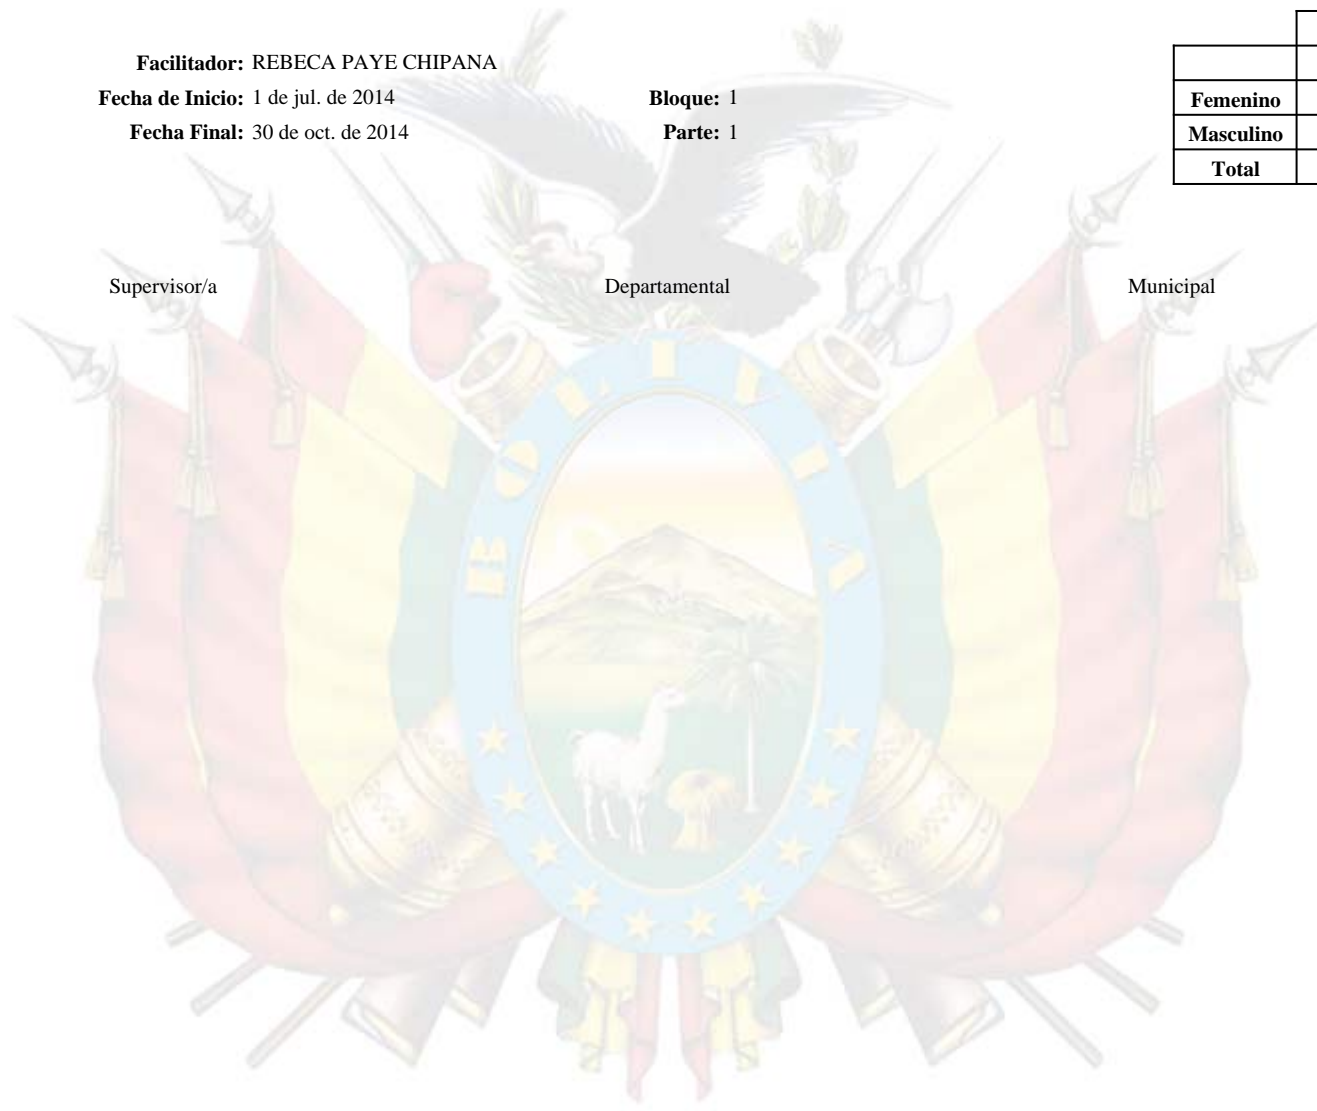 Facilitador: REBECA PAYE CHIPANA
Fecha de Inicio: 1 de jul. de 2014 Bloque: 1
Femenino
Fecha Final: 30 de oct. de 2014 Parte: 1
Masculino
Total
Supervisor/a Departamental Municipal
BOLIVIA